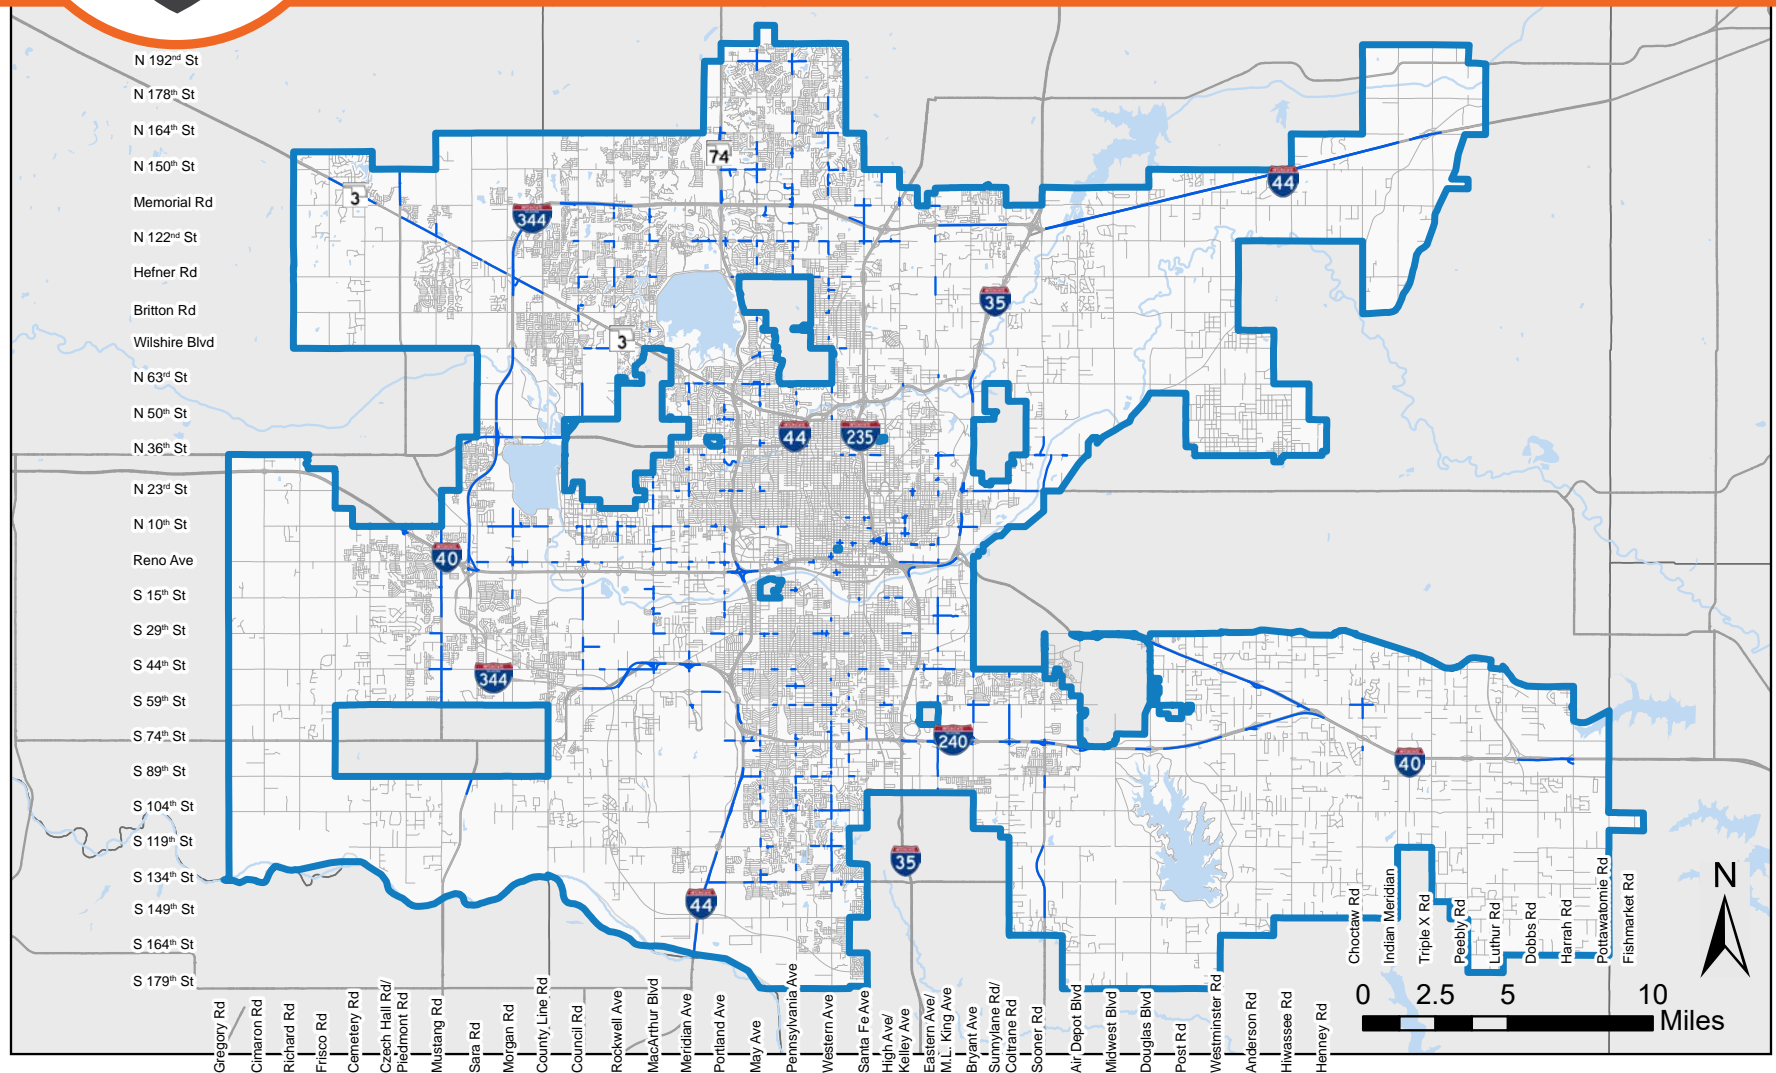 N 192nd St
N 178th St
N 164th St
N 150th St
Memorial Rd
N 122nd St
Hefner Rd
Britton Rd
Wilshire Blvd
N 63rd St
N 50th St
N 36th St
N 23rd St
N 10th St
Reno Ave
S 15th St
S 29th St
S 44th St
S 59th St
S 74th St
S 89th St
S 104th St
S 119th St
S 134th St
S 149th St
S 164th St
S 179th St
74
3
344
44
35
3
44
235
40
344
240
40
35
44
Gregory Rd
Cimaron Rd
Richard Rd
Frisco Rd
Cemetery Rd
Czech Hall Rd/
Piedmont Rd
Mustang Rd
Sara Rd
Morgan Rd
County Line Rd
Council Rd
Rockwell Ave
MacArthur Blvd
Meridian Ave
Portland Ave
May Ave
Pennsylvania Ave
Western Ave
Santa Fe Ave
High Ave/
Kelley Ave
Eastern Ave/
M.L. King Ave
Bryant Ave
Sunnylane Rd/
Coltrane Rd
Sooner Rd
Air Depot Blvd
Midwest Blvd
Douglas Blvd
Post Rd
Westminster Rd
Anderson Rd
Hiwassee Rd
Henney Rd
Choctaw Rd
Indian Meridian
Triple X Rd
Peebly Rd
Luthur Rd
Dobbs Rd
Harrah Rd
Pottawatomie Rd
Fishmarket Rd
N
0 2.5 5 10
Miles